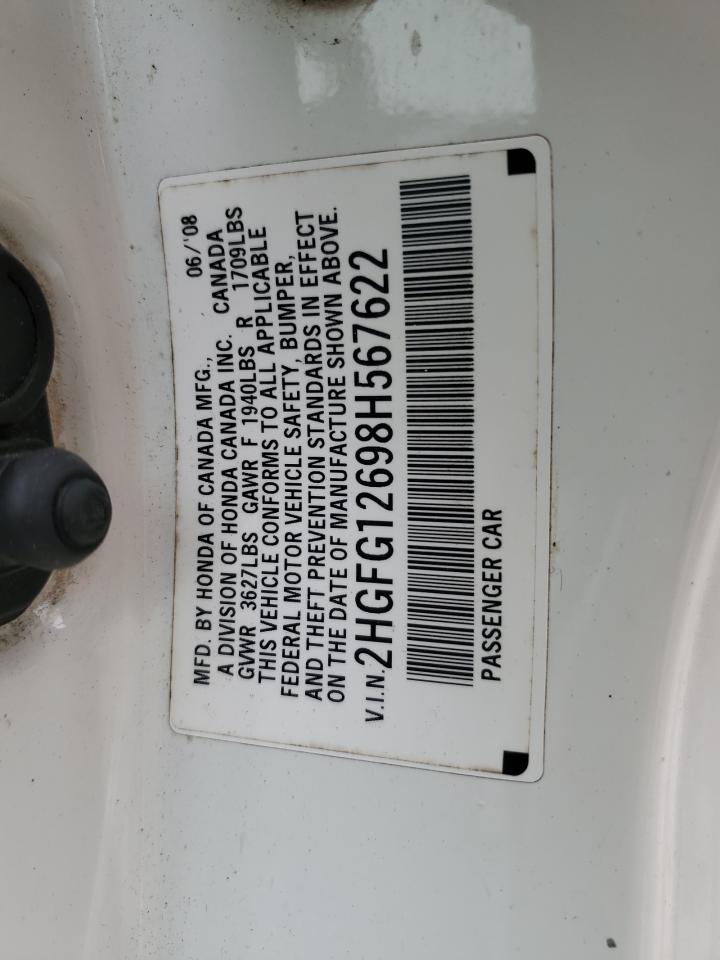 MFD. BY HONDA OF CANADA MFG., 06/'08
A DIVISION OF HONDA CANADA INC. CANADA
GVWR 3627LBS GAWR F 1940LBS R 1709LBS
THIS VEHICLE CONFORMS TO ALL APPLICABLE
FEDERAL MOTOR VEHICLE SAFETY, BUMPER,
AND THEFT PREVENTION STANDARDS IN EFFECT
ON THE DATE OF MANUFACTURE SHOWN ABOVE.
V.I.N. 2HGFG12698H567622
PASSENGER CAR